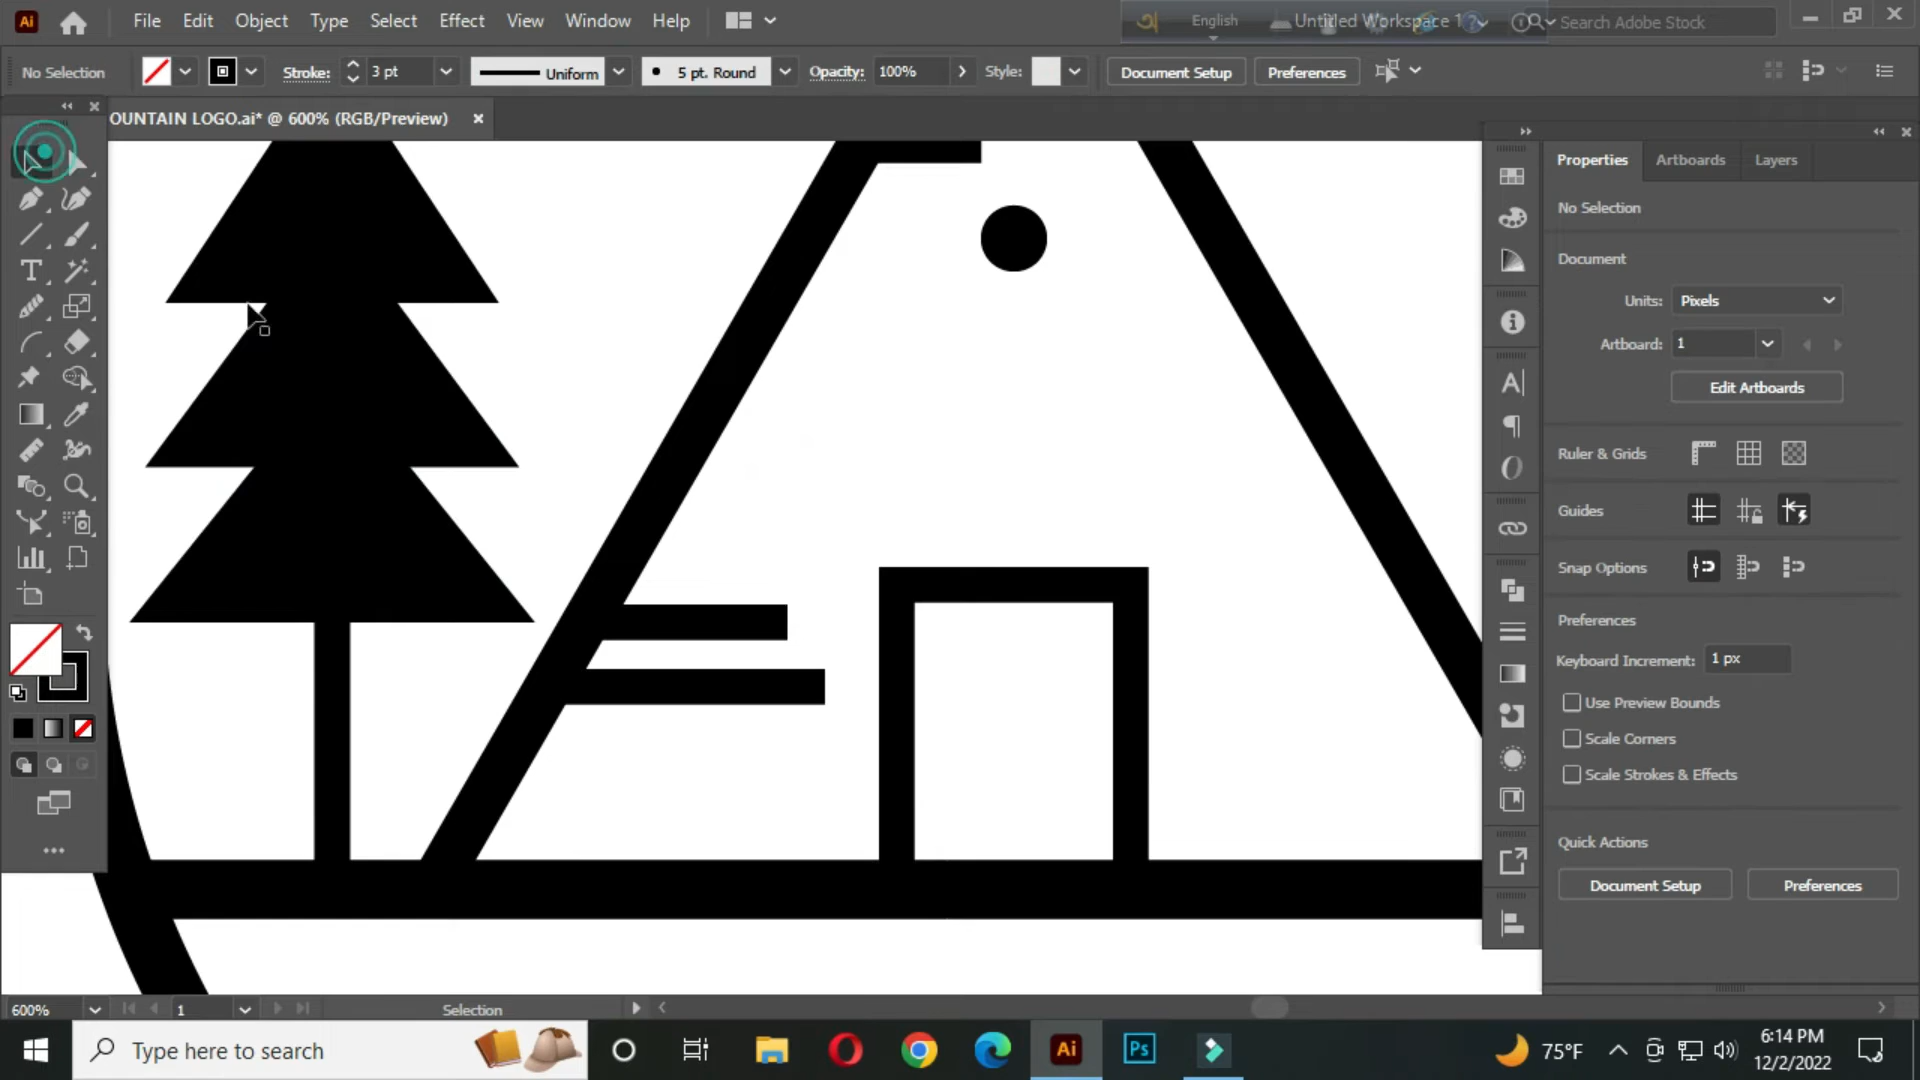 Ai File Edit Object Type Select Effect View Window Help অ English Untitled Workspace 1 Search Adobe Stock
No Selection Stroke: 3 pt Uniform 5 pt. Round Opacity: 100% Style: Document Setup Preferences
OUNTAIN LOGO.ai* @ 600% (RGB/Preview)
Properties Artboards Layers
No Selection
Document
Units: Pixels
Artboard: 1
Edit Artboards
Ruler & Grids
Guides
Snap Options
Preferences
Keyboard Increment: 1 px
Use Preview Bounds
Scale Corners
Scale Strokes & Effects
Quick Actions
Document Setup Preferences
600% 1 Selection
Type here to search Ai Ps 75°F 6:14 PM
12/2/2022